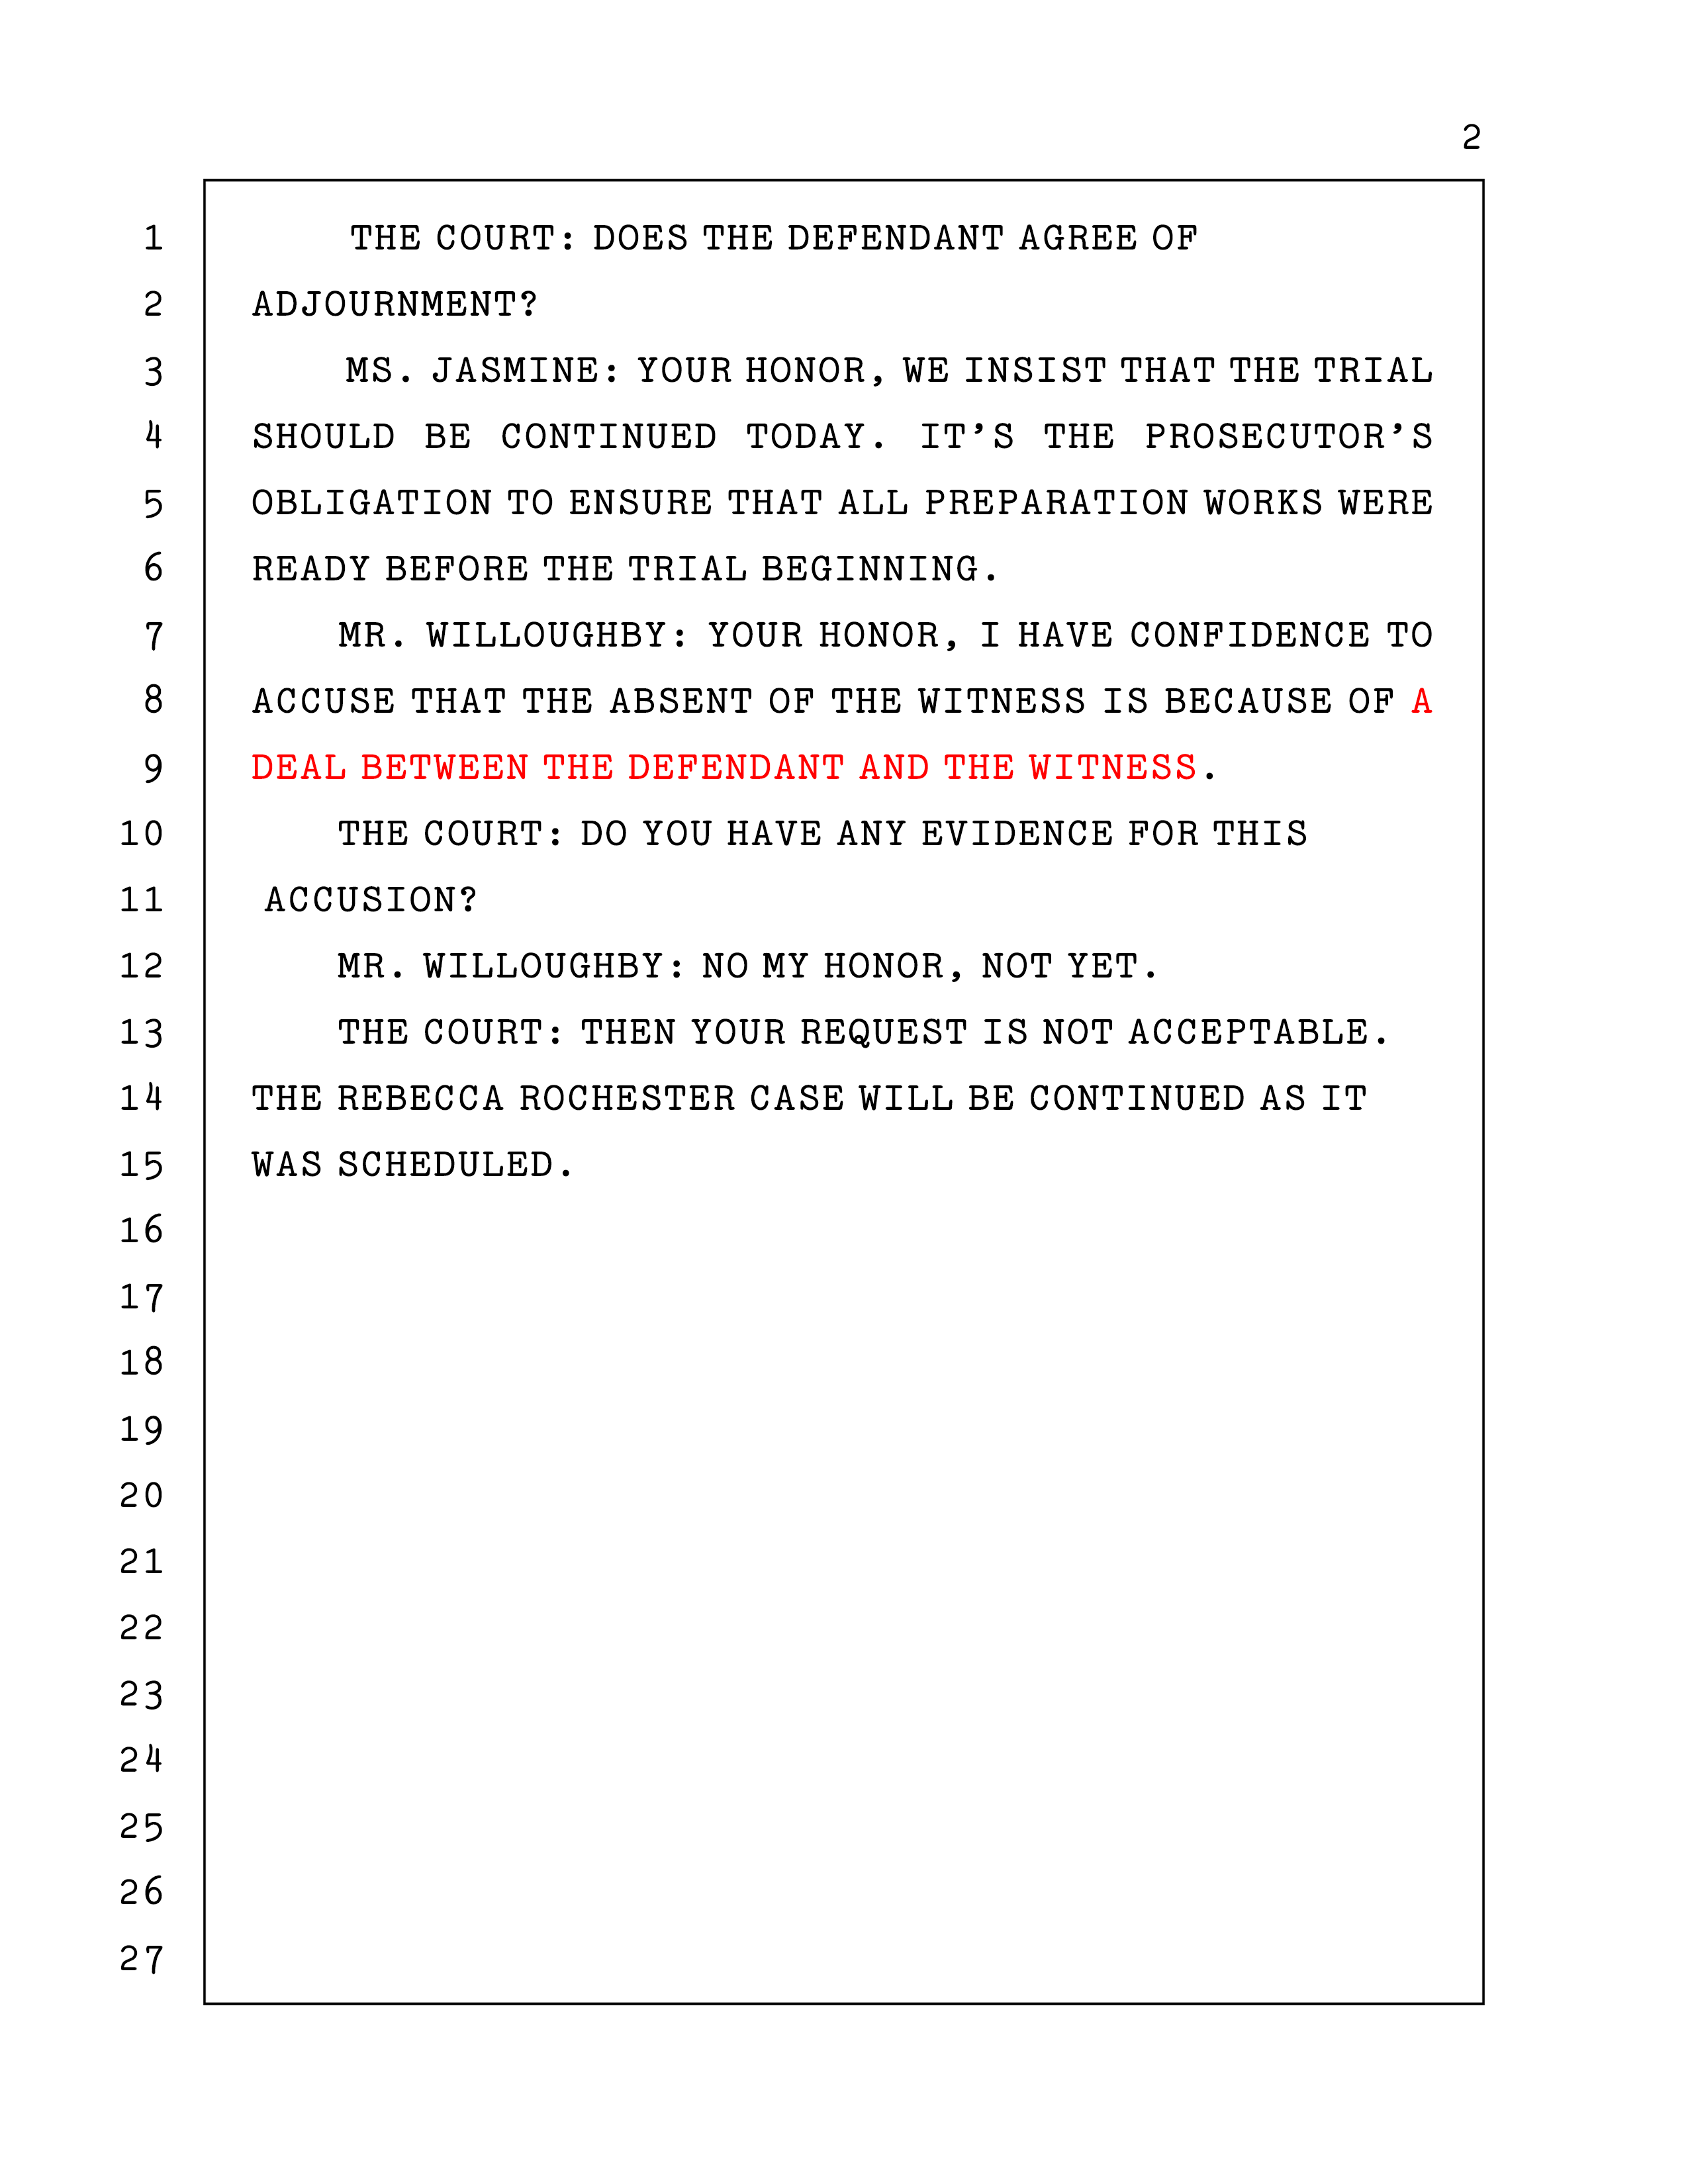 2
1 THE COURT: DOES THE DEFENDANT AGREE OF
2 ADJOURNMENT?
3 MS. JASMINE: YOUR HONOR, WE INSIST THAT THE TRIAL
4 SHOULD BE CONTINUED TODAY. IT'S THE PROSECUTOR'S
5 OBLIGATION TO ENSURE THAT ALL PREPARATION WORKS WERE
6 READY BEFORE THE TRIAL BEGINNING.
7 MR. WILLOUGHBY: YOUR HONOR, I HAVE CONFIDENCE TO
8 ACCUSE THAT THE ABSENT OF THE WITNESS IS BECAUSE OF A
9 DEAL BETWEEN THE DEFENDANT AND THE WITNESS.
10 THE COURT: DO YOU HAVE ANY EVIDENCE FOR THIS
11 ACCUSION?
12 MR. WILLOUGHBY: NO MY HONOR, NOT YET.
13 THE COURT: THEN YOUR REQUEST IS NOT ACCEPTABLE.
14 THE REBECCA ROCHESTER CASE WILL BE CONTINUED AS IT
15 WAS SCHEDULED.
16
17
18
19
20
21
22
23
24
25
26
27